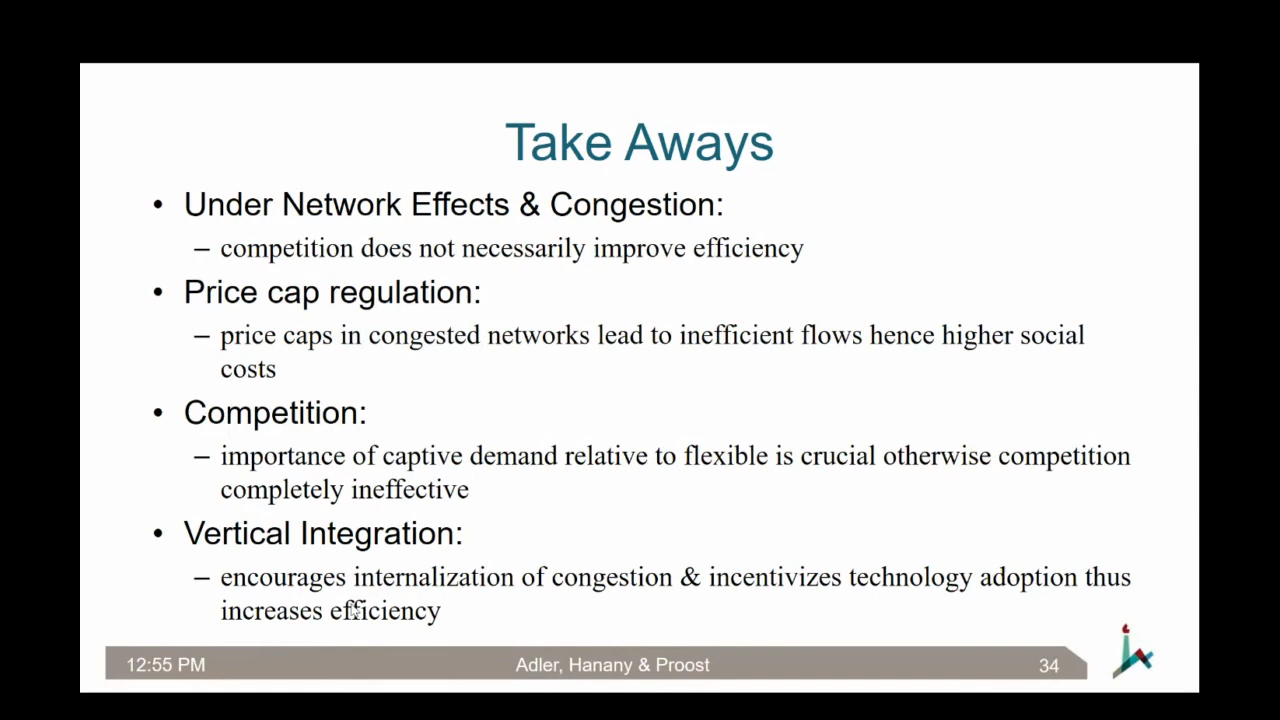 Take Aways
• Under Network Effects & Congestion:
– competition does not necessarily improve efficiency
• Price cap regulation:
– price caps in congested networks lead to inefficient flows hence higher social
costs
• Competition:
– importance of captive demand relative to flexible is crucial otherwise competition
completely ineffective
• Vertical Integration:
– encourages internalization of congestion & incentivizes technology adoption thus
increases efficiency
12:55 PM Adler, Hanany & Proost 34